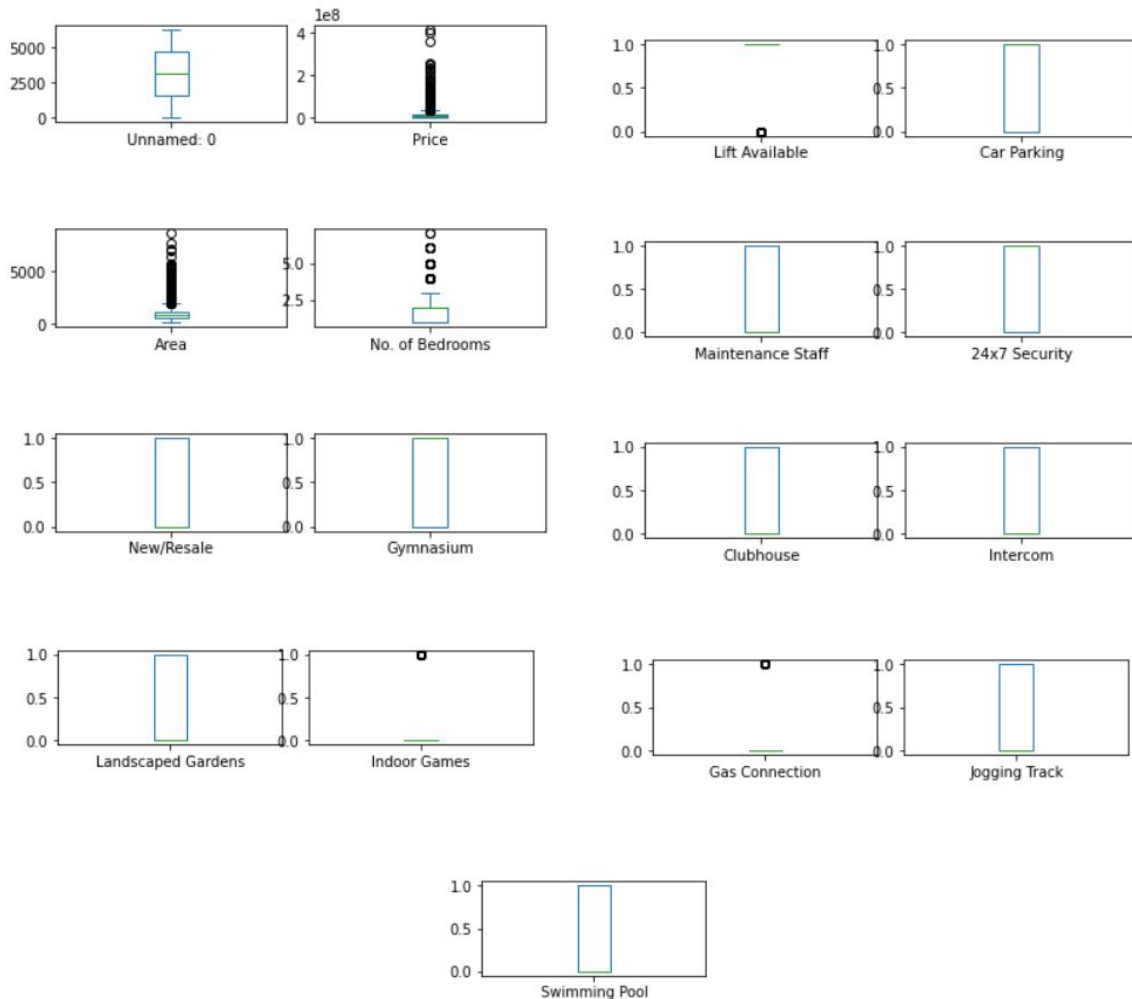 5000
2500
0
Unnamed: 0
1e8
4
2
0
Price
1.0
0.5
0.0
Lift Available
1.0
0.5
0.0
Car Parking
5000
0
Area
5.0
2.5
No. of Bedrooms
1.0
0.5
0.0
Maintenance Staff
1.0
0.5
0.0
24x7 Security
1.0
0.5
0.0
New/Resale
1.0
0.5
0.0
Gymnasium
1.0
0.5
0.0
Clubhouse
1.0
0.5
0.0
Intercom
1.0
0.5
0.0
Landscaped Gardens
1.0
0.5
0.0
Indoor Games
1.0
0.5
0.0
Gas Connection
1.0
0.5
0.0
Jogging Track
1.0
0.5
0.0
Swimming Pool